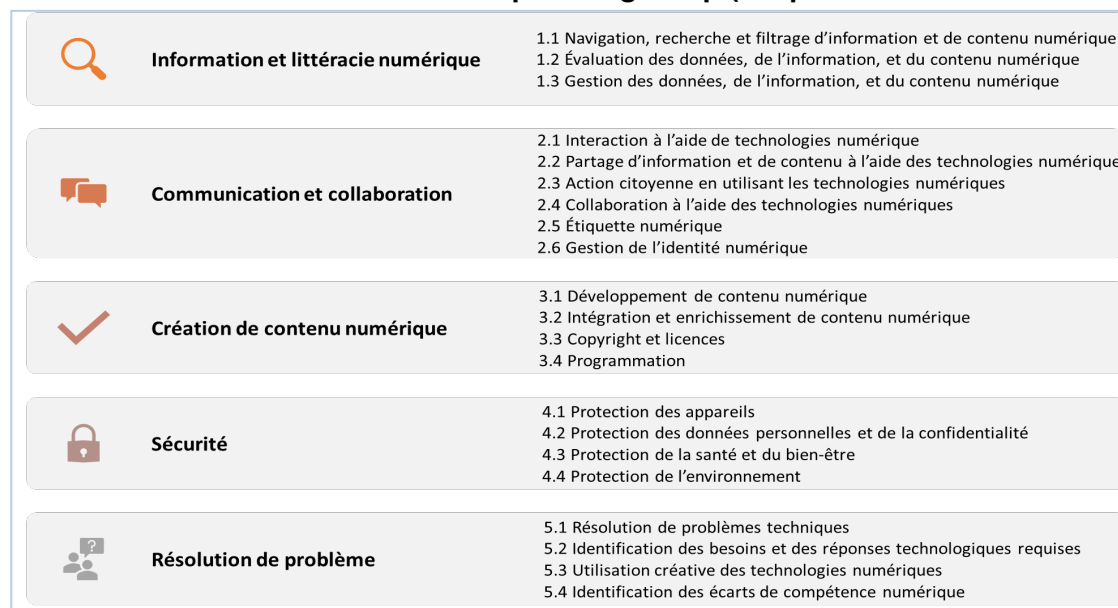 Information et littéracie numérique
1.1 Navigation, recherche et filtrage d'information et de contenu numérique
1.2 Évaluation des données, de l'information, et du contenu numérique
1.3 Gestion des données, de l'information, et du contenu numérique
Communication et collaboration
2.1 Interaction à l'aide de technologies numérique
2.2 Partage d'information et de contenu à l'aide des technologies numérique
2.3 Action citoyenne en utilisant les technologies numériques
2.4 Collaboration à l'aide des technologies numériques
2.5 Étiquette numérique
2.6 Gestion de l'identité numérique
Création de contenu numérique
3.1 Développement de contenu numérique
3.2 Intégration et enrichissement de contenu numérique
3.3 Copyright et licences
3.4 Programmation
Sécurité
4.1 Protection des appareils
4.2 Protection des données personnelles et de la confidentialité
4.3 Protection de la santé et du bien-être
4.4 Protection de l'environnement
?
Résolution de problème
5.1 Résolution de problèmes techniques
5.2 Identification des besoins et des réponses technologiques requises
5.3 Utilisation créative des technologies numériques
5.4 Identification des écarts de compétence numérique